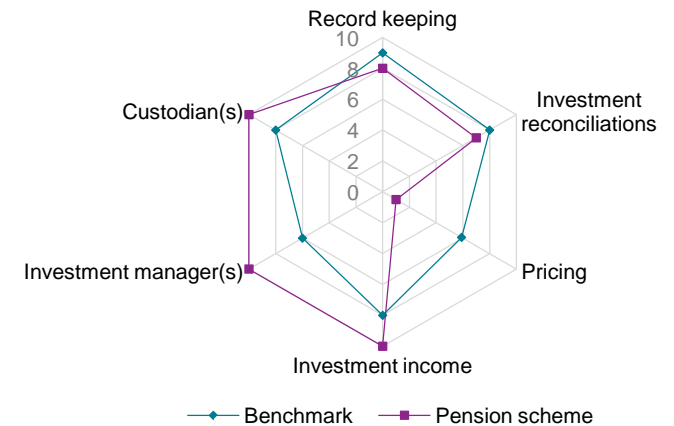 Record keeping
10
8
6
4
2
0
Custodian(s)
Investment
reconciliations
Investment manager(s)
Pricing
Investment income
Benchmark
Pension scheme